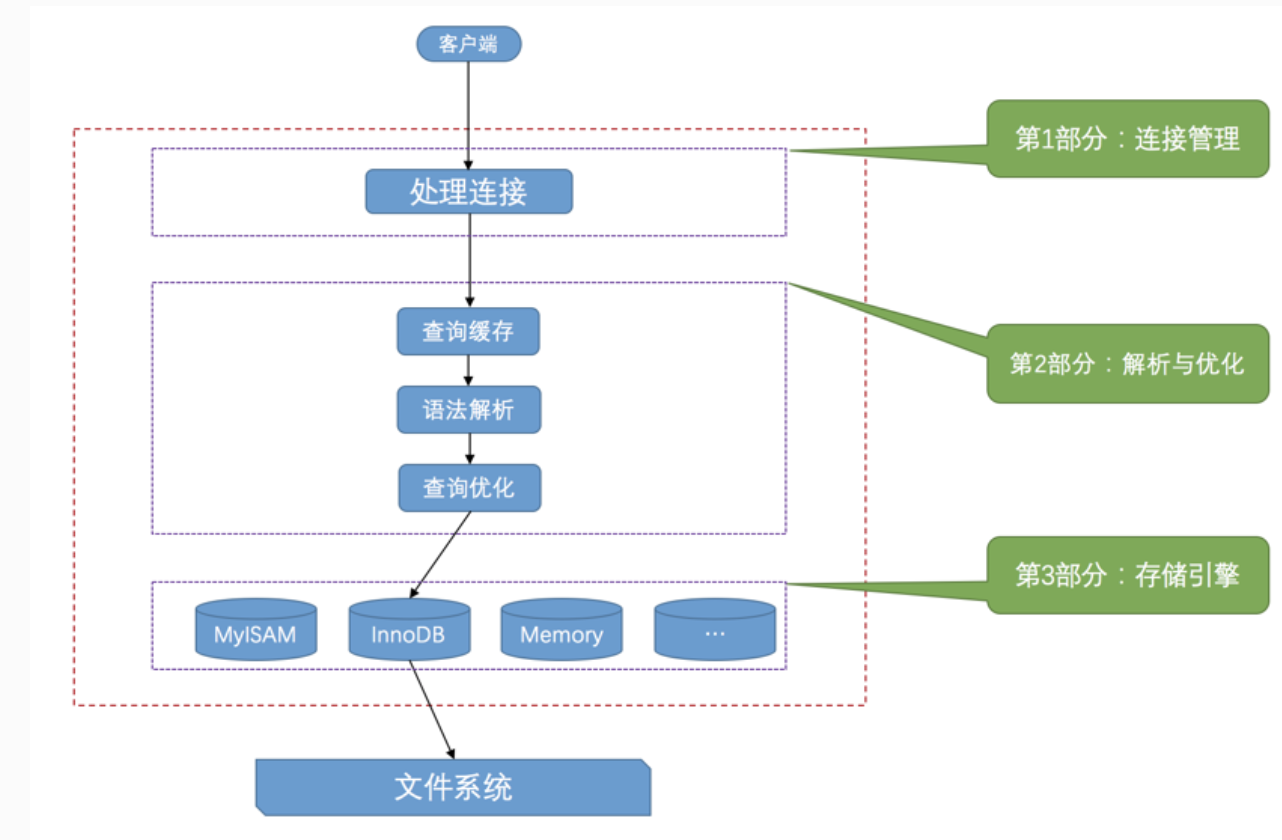 客户端
第1部分：连接管理
处理连接
查询缓存
第2部分：解析与优化
语法解析
查询优化
第3部分：存储引擎
MyISAM
InnoDB
Memory
...
文件系统